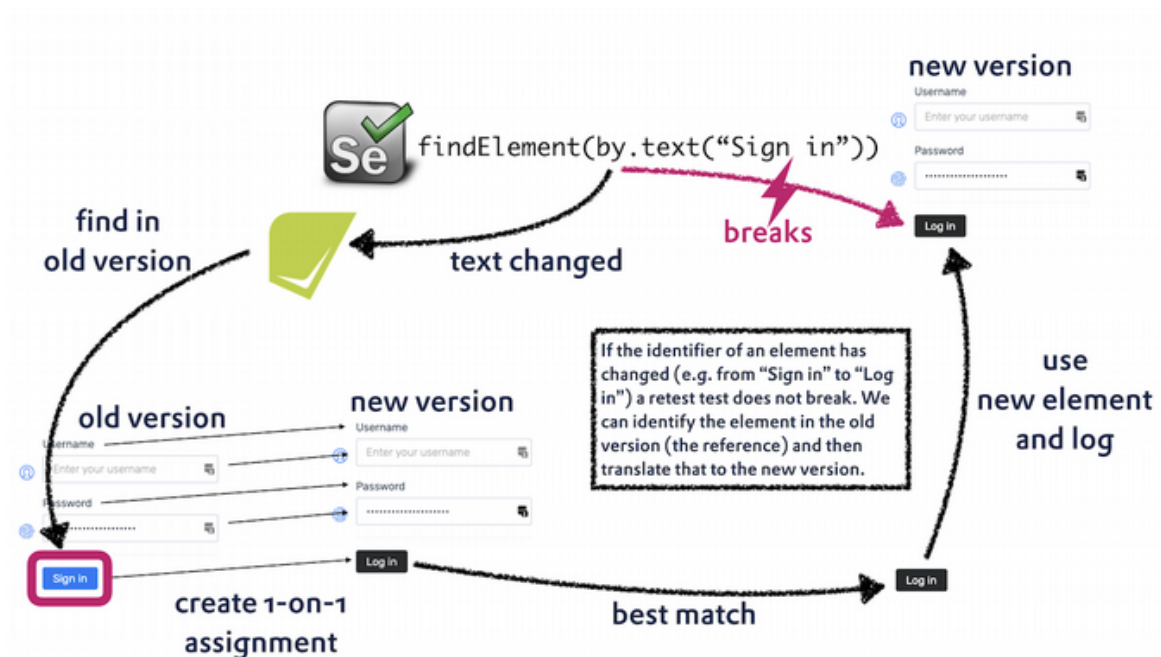 new version
Username
Enter your username
Password
Log in
Se
findElement(by.text(“Sign in”))
breaks
text changed
find in
old version
If the identifier of an element has
changed (e.g. from “Sign in” to “Log
in”) a retest test does not break. We
can identify the element in the old
version (the reference) and then
translate that to the new version.
use
new element
and log
old version
Username
Enter your username
Password
Sign in
new version
Username
Enter your username
Password
Log in
create 1-on-1
assignment
best match
Log in